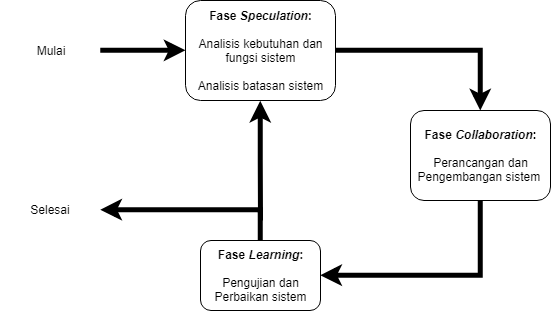 Fase Speculation:
Analisis kebutuhan dan
fungsi sistem
Analisis batasan sistem
Mulai
Fase Collaboration:
Perancangan dan
Pengembangan sistem
Selesai
Fase Learning:
Pengujian dan
Perbaikan sistem